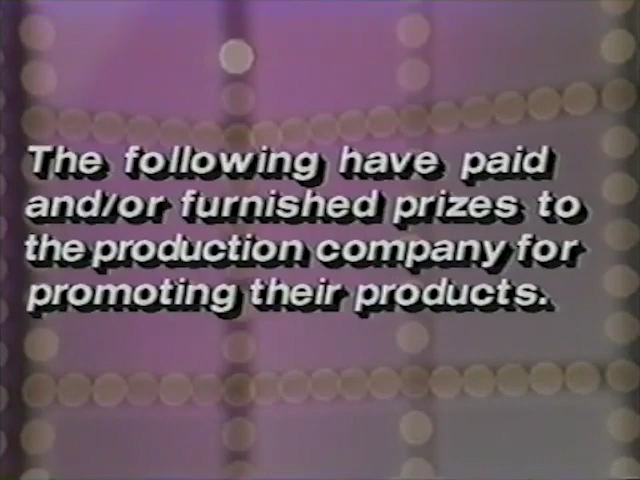 The following have paid
and/or furnished prizes to
the production company for
promoting their products.